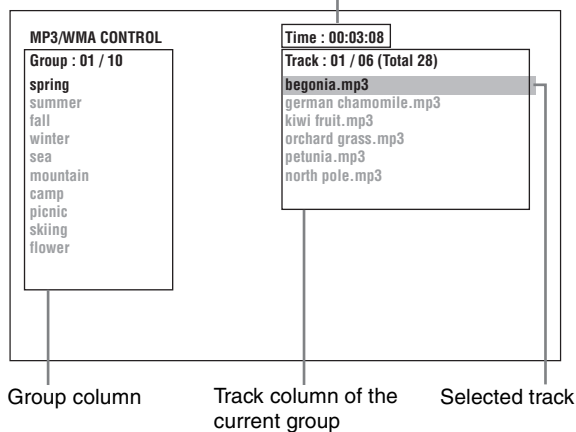 MP3/WMA CONTROL
Group : 01 / 10
spring
summer
fall
winter
sea
mountain
camp
picnic
skiing
flower
Time : 00:03:08
Track : 01 / 06 (Total 28)
begonia.mp3
german chamomile.mp3
kiwi fruit.mp3
orchard grass.mp3
petunia.mp3
north pole.mp3
Group column
Track column of the
current group
Selected track